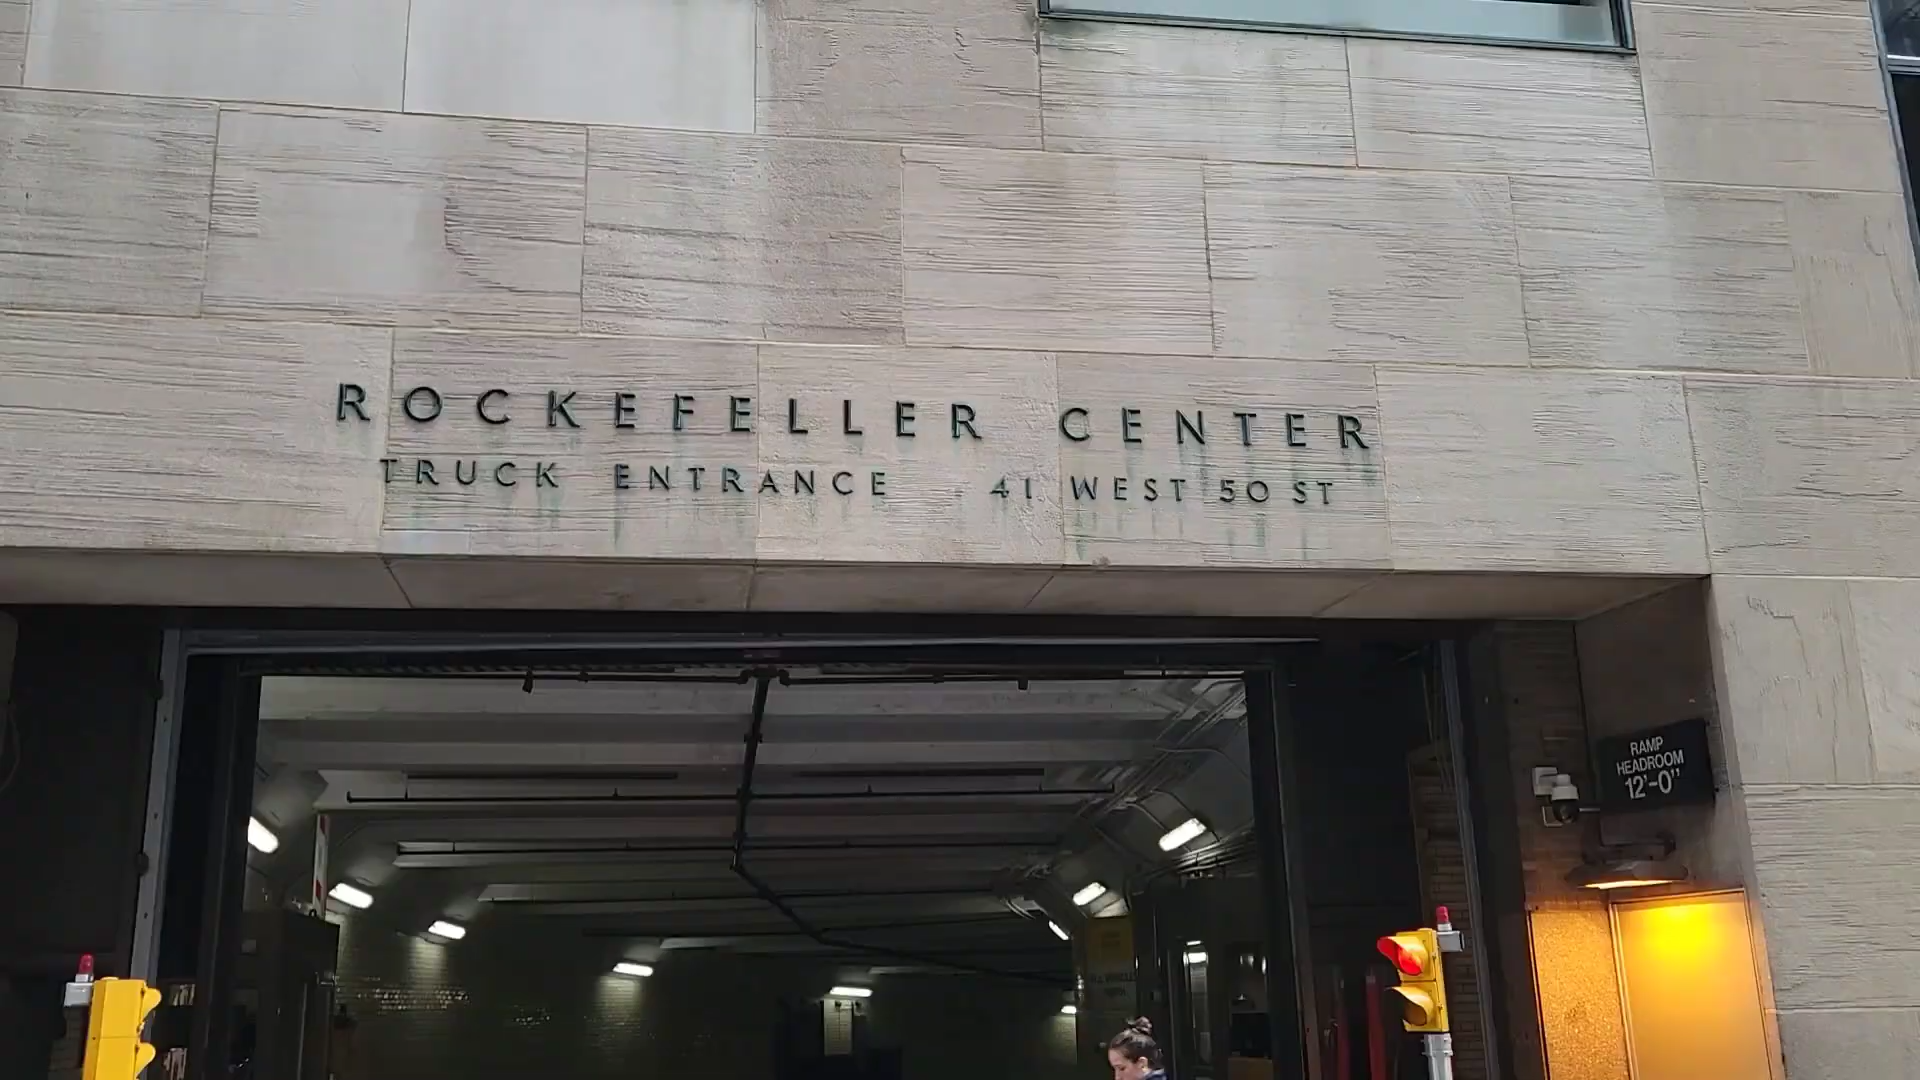 ROCKEFELLER CENTER
TRUCK ENTRANCE 41 WEST 50 ST
RAMP
HEADROOM
12'-0"